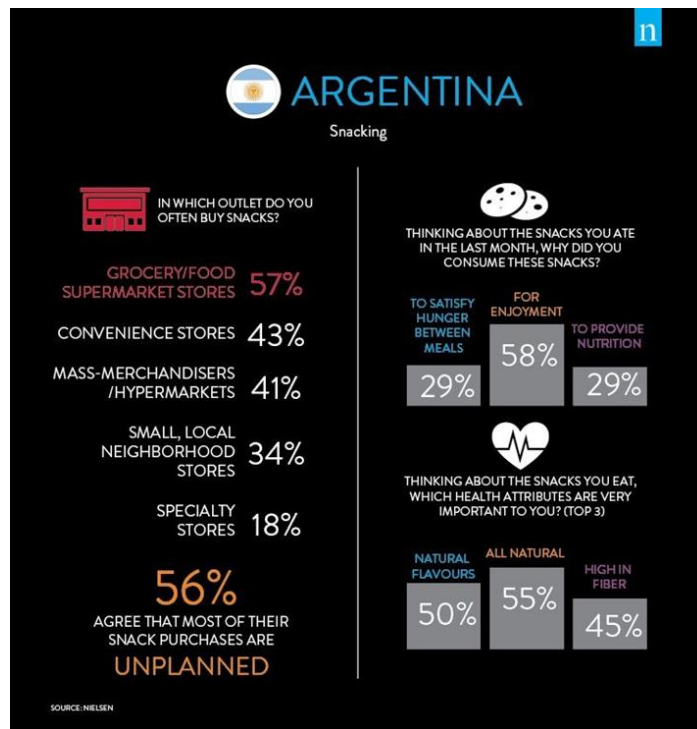 n
ARGENTINA
Snacking
IN WHICH OUTLET DO YOU
OFTEN BUY SNACKS?
GROCERY/FOOD
SUPERMARKET STORES 57%
CONVENIENCE STORES 43%
MASS-MERCHANDISERS
/HYPERMARKETS 41%
SMALL, LOCAL
NEIGHBORHOOD
STORES 34%
SPECIALTY
STORES 18%
56%
AGREE THAT MOST OF THEIR
SNACK PURCHASES ARE
UNPLANNED
THINKING ABOUT THE SNACKS YOU ATE
IN THE LAST MONTH, WHY DID YOU
CONSUME THESE SNACKS?
TO SATISFY
HUNGER
BETWEEN
MEALS
29%
FOR
ENJOYMENT
58%
TO PROVIDE
NUTRITION
29%
THINKING ABOUT THE SNACKS YOU EAT,
WHICH HEALTH ATTRIBUTES ARE VERY
IMPORTANT TO YOU? (TOP 3)
NATURAL
FLAVOURS
50%
ALL NATURAL
55%
HIGH IN
FIBER
45%
SOURCE: NIELSEN